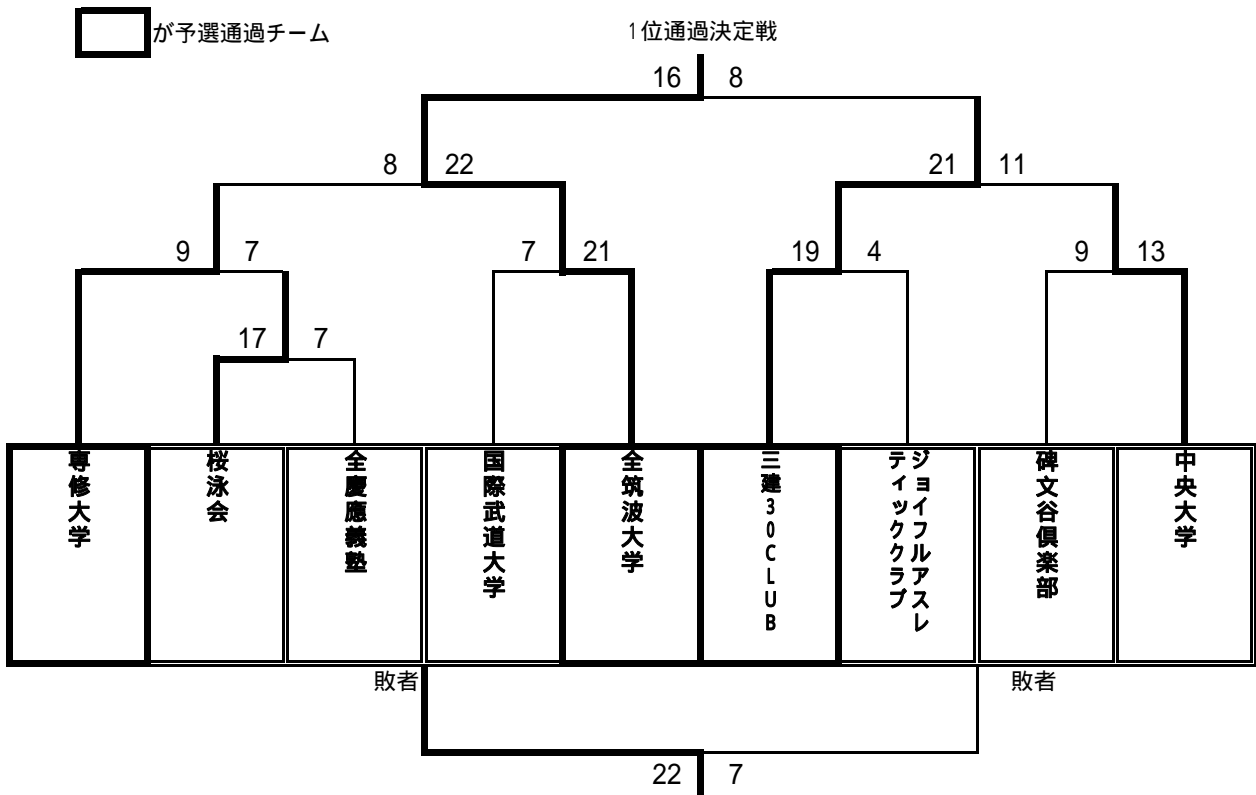 が予選通過チーム
1位通過決定戦
16 8
8 22
21 11
9 7
7 21
19 4
9 13
17 7
専修大学
桜泳会
全慶應義塾
国際武道大学
全筑波大学
三建30CLUB
ジョイフルアスレ
ティッククラブ
碑文谷倶楽部
中央大学
敗者
敗者
22 7